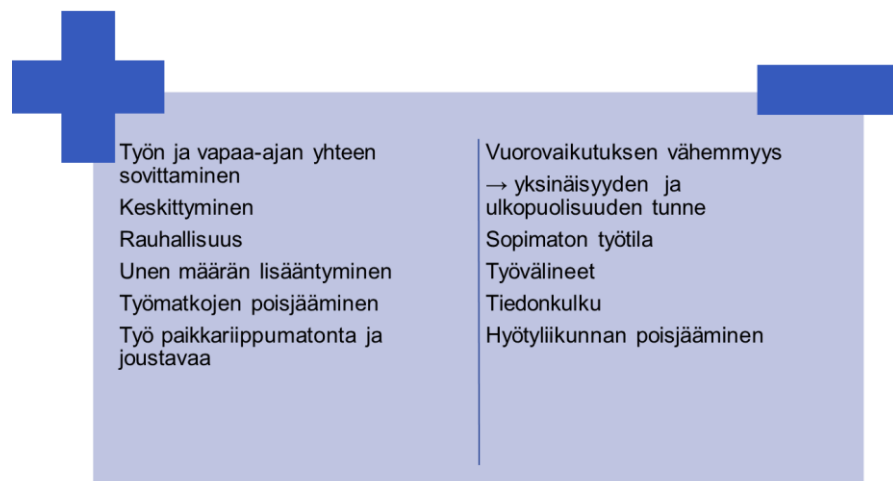 Työn ja vapaa-ajan yhteen
sovittaminen
Keskittyminen
Rauhallisuus
Unen määrän lisääntyminen
Työmatkojen poisjääminen
Työ paikkariippumatonta ja
joustavaa
Vuorovaikutuksen vähemmyys
→ yksinäisyyden ja
ulkopuolisuuden tunne
Sopimaton työtila
Työvälineet
Tiedonkulku
Hyötyliikunnan poisjääminen